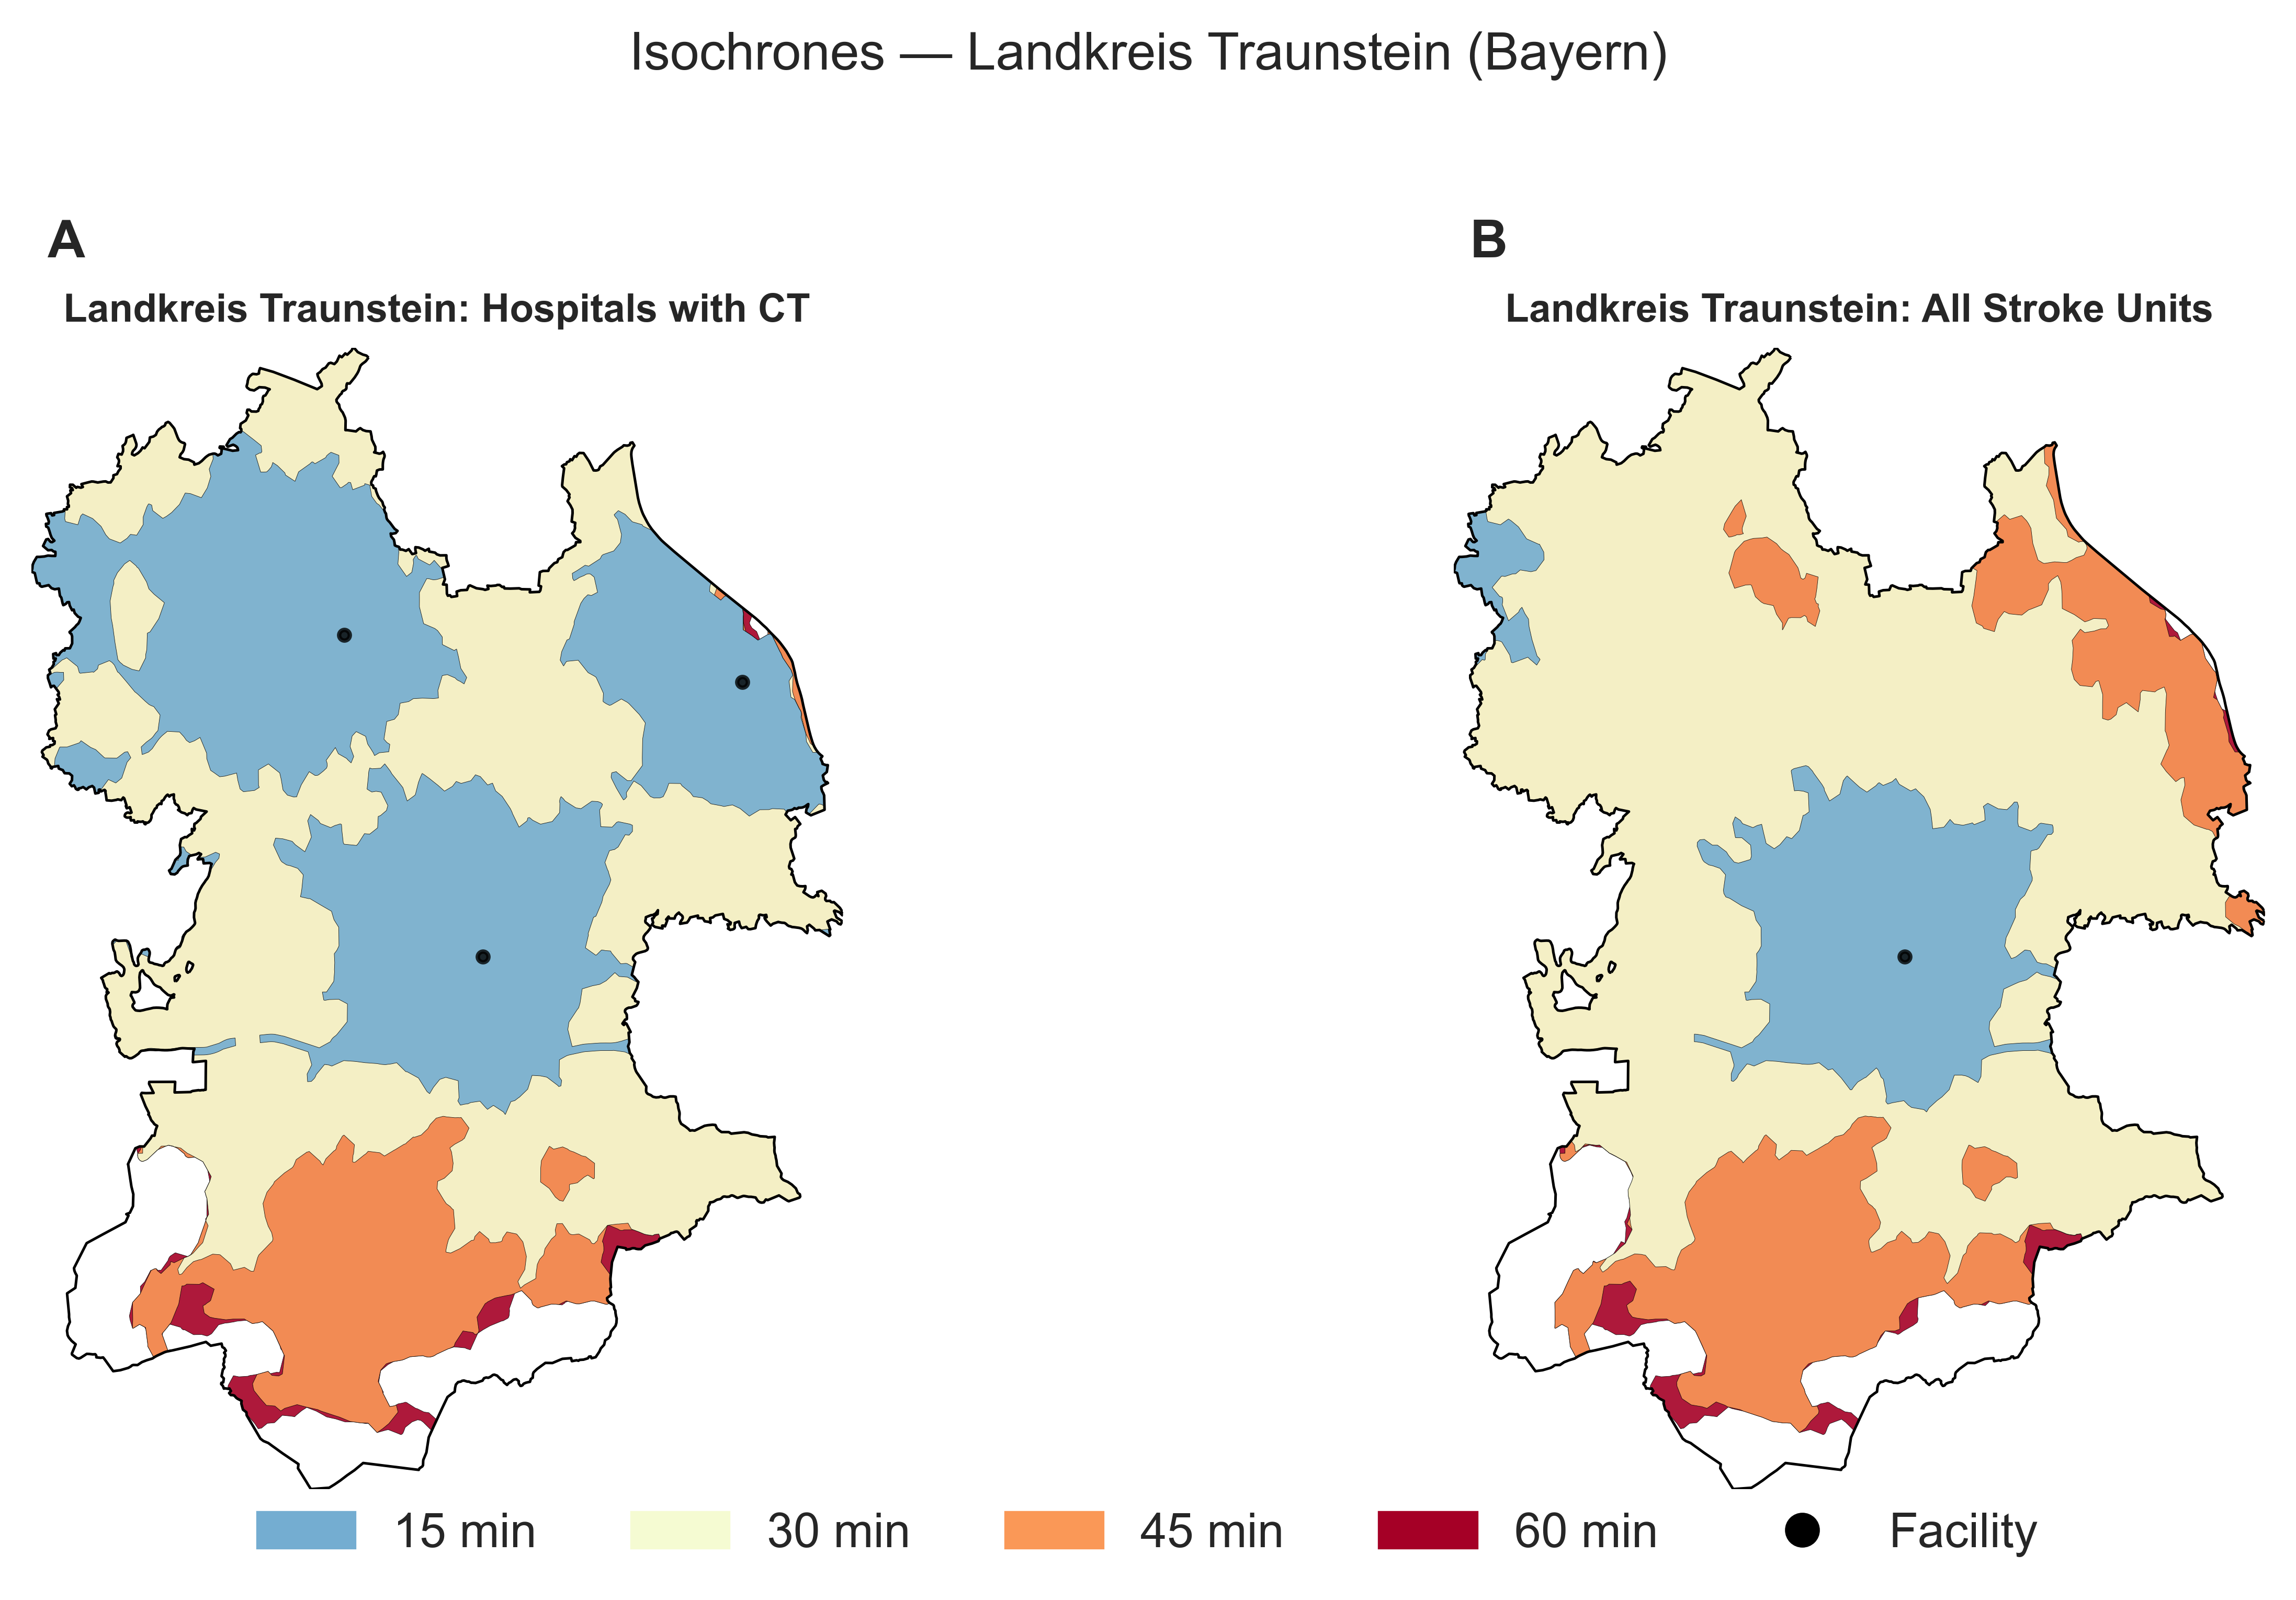 Isochrones — Landkreis Traunstein (Bayern)
A
B
Landkreis Traunstein: Hospitals with CT
Landkreis Traunstein: All Stroke Units
15 min
30 min
45 min
60 min
Facility